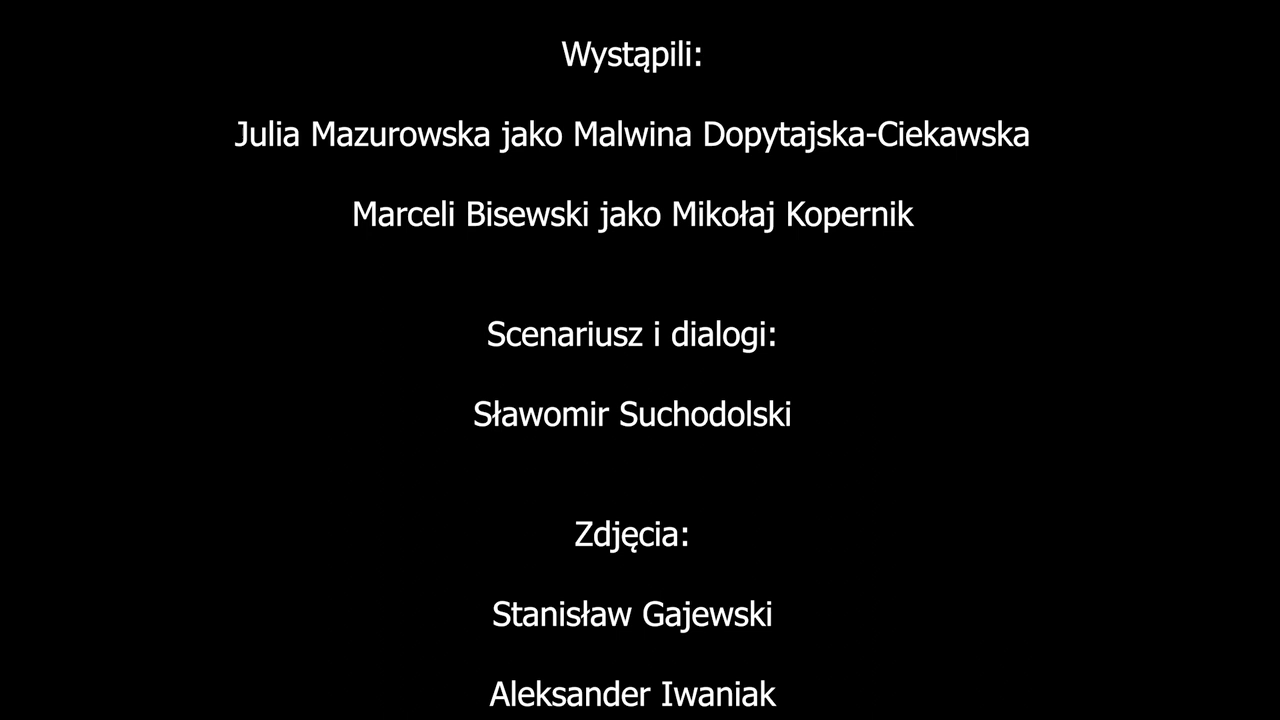 Wystąpili:
Julia Mazurowska jako Malwina Dopytajska-Ciekawska
Marceli Bisewski jako Mikołaj Kopernik
Scenariusz i dialogi:
Sławomir Suchodolski
Zdjęcia:
Stanisław Gajewski
Aleksander Iwaniak